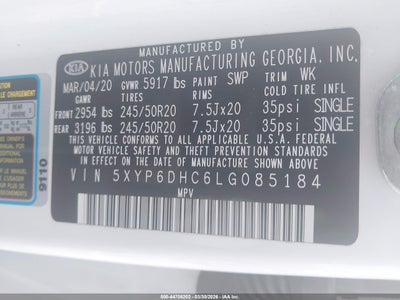 MANUFACTURED BY
KIA KIA MOTORS MANUFACTURING GEORGIA, INC.
MAR/04/20 GVWR 5917 lbs PAINT SWP TRIM WK
GAWR TIRES RIMS COLD TIRE INFL
FRONT 2954 lbs 245/50R20 7.5Jx20 35psi SINGLE
REAR 3196 lbs 245/50R20 7.5Jx20 35psi SINGLE
THIS VEHICLE CONFORMS TO ALL APPLICABLE U.S.A. FEDERAL
MOTOR VEHICLE SAFETY, BUMPER, AND THEFT PREVENTION
STANDARDS IN EFFECT ON THE DATE OF MANUFACTURE SHOWN ABOVE.
VIN 5XYP6DHC6LG085184
MPV
9110